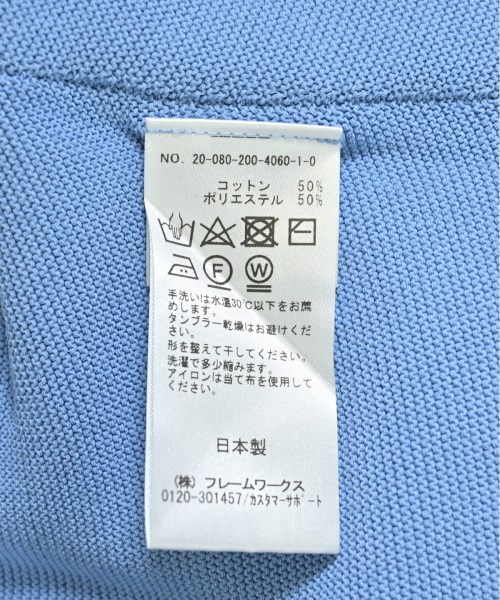 NO. 20-080-200-4060-1-0
コットン 50%
ポリエステル 50%
F W
手洗いは水温30℃以下をお薦
めします。
タンブラー乾燥はお避けくだ
さい。
形を整えて干してください。
洗濯で多少縮みます。
アイロンは当て布を使用して
ください。
日本製
(株) フレームワークス
0120-301457/カスタマーサポート